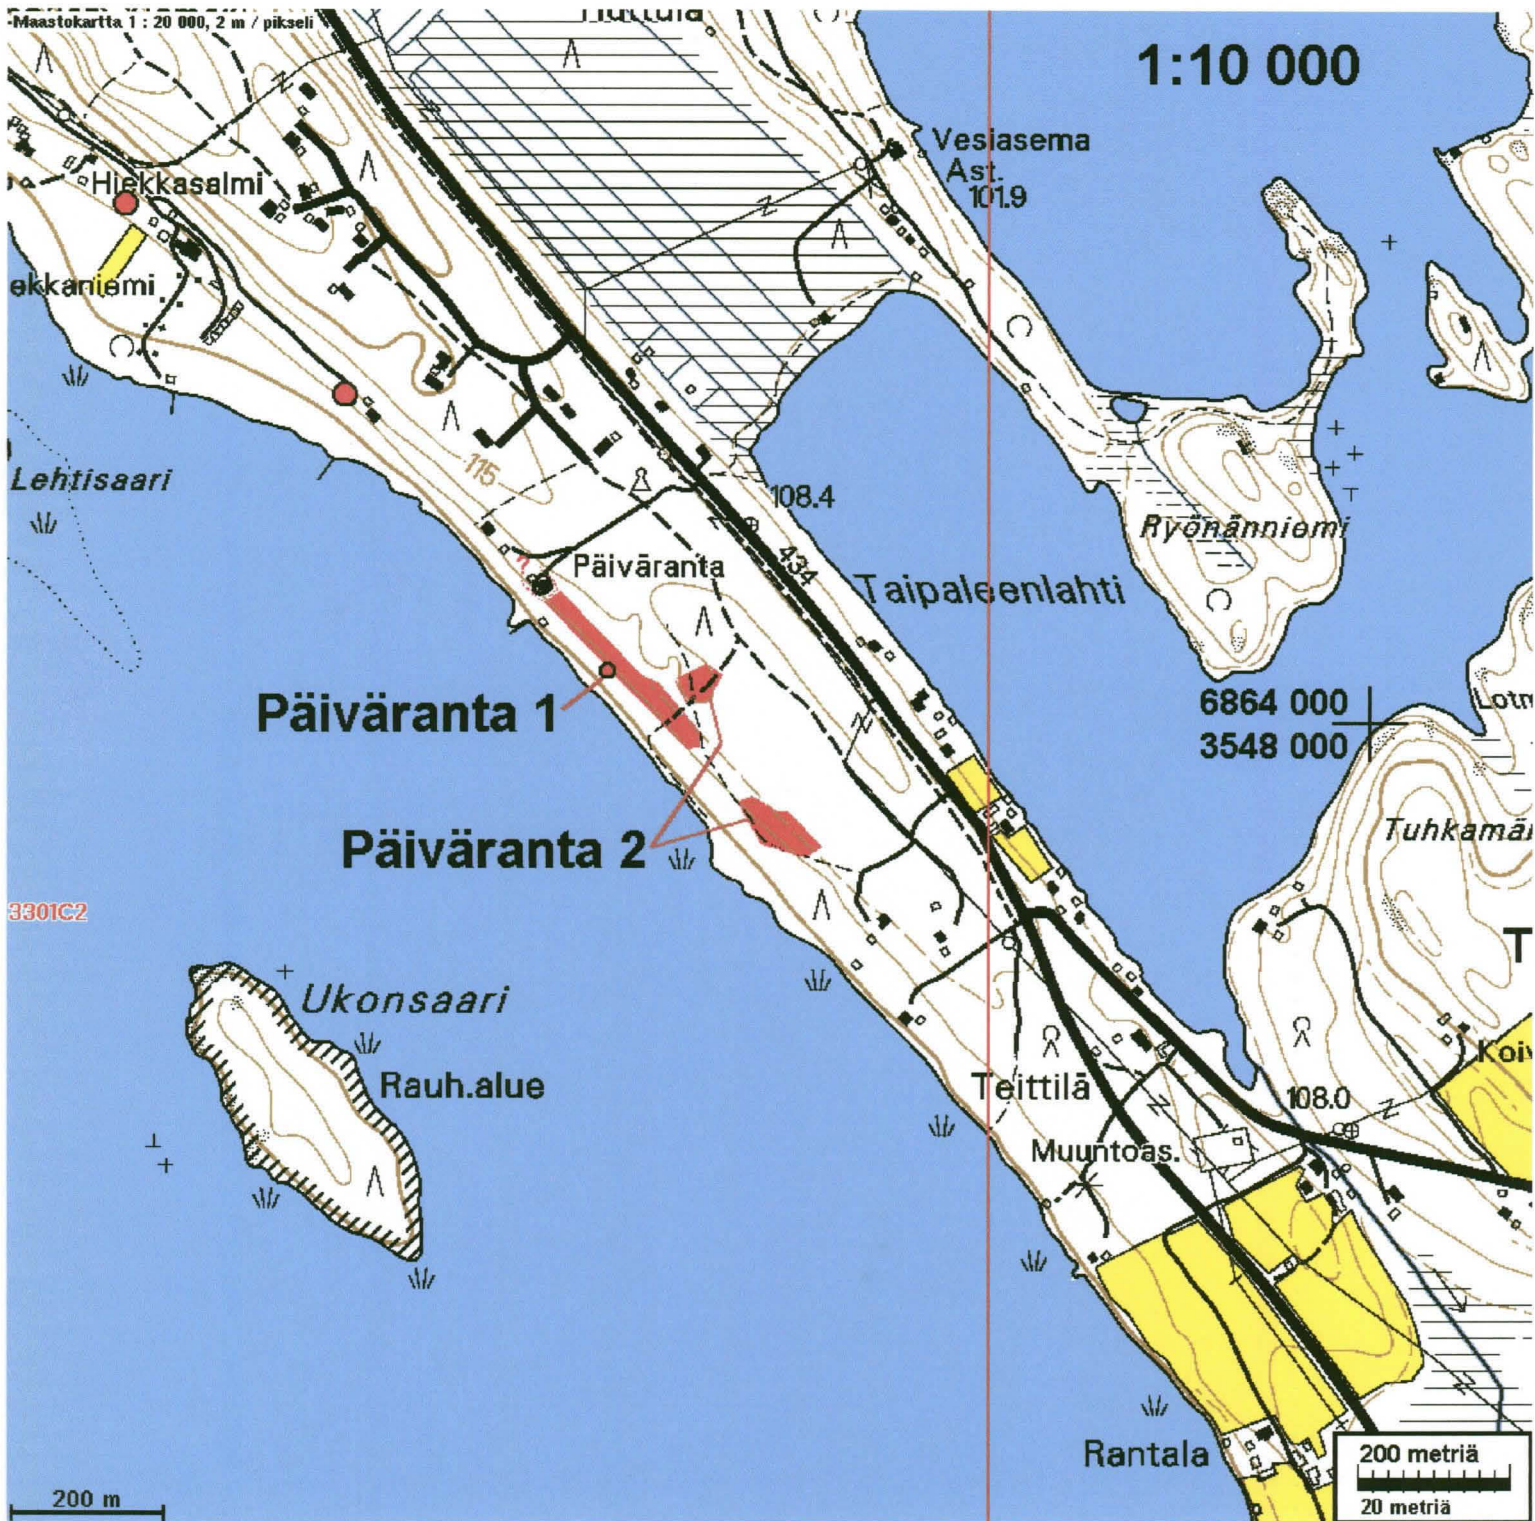 Maastokartta 1 : 20 000, 2 m / pikseli
1:10 000
Vesiasema
Ast.
101.9
Hiekkasalmi
ekkaniemi
115
Lehtisaari
108.4
Ryönänniemi
Päiväranta
434
Taipaleenlahti
Päiväranta 1
6864 000
3548 000
Päiväranta 2
3301C2
Ukonsaari
Rauh.alue
Teittilä
108.0
Muuntoas.
Rantala
200 metriä
20 metriä
200 m